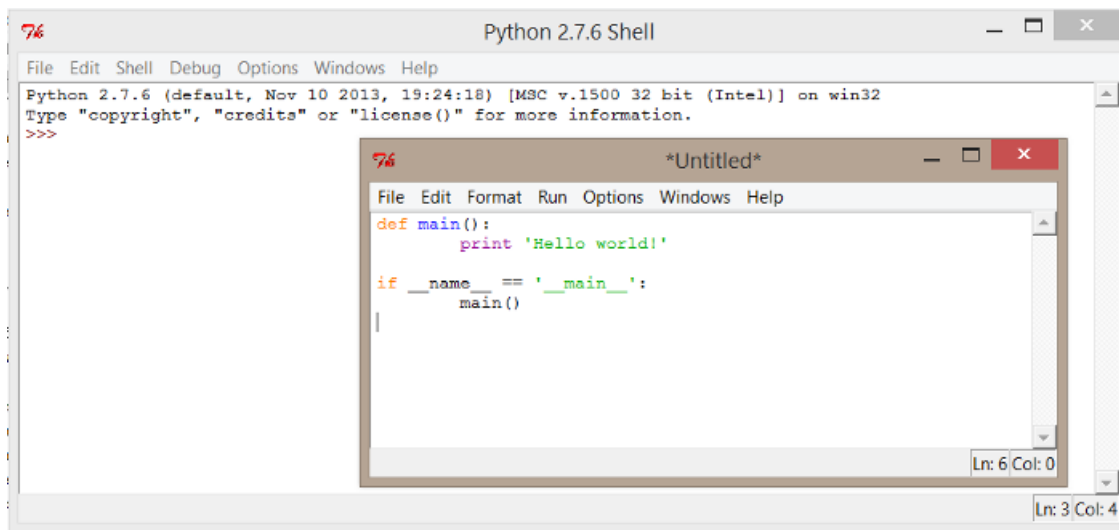 Python 2.7.6 Shell
File Edit Shell Debug Options Windows Help
Python 2.7.6 (default, Nov 10 2013, 19:24:18) [MSC v.1500 32 bit (Intel)] on win32
Type "copyright", "credits" or "license()" for more information.
>>>
*Untitled*
File Edit Format Run Options Windows Help
def main():
        print 'Hello world!'
if __name__ == '__main__':
        main()
Ln: 6 Col: 0
Ln: 3 Col: 4